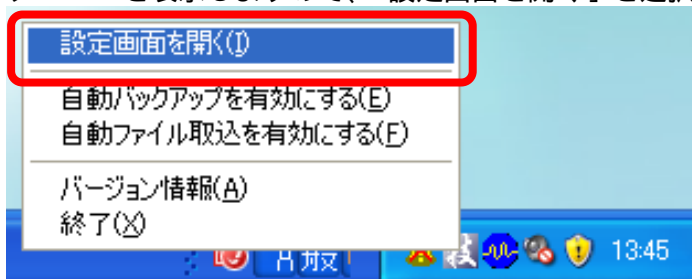 設定画面を開く(I)
自動バックアップを有効にする(E)
自動ファイル取込を有効にする(F)
バージョン情報(A)
終了(X)
A 般
技
13:45